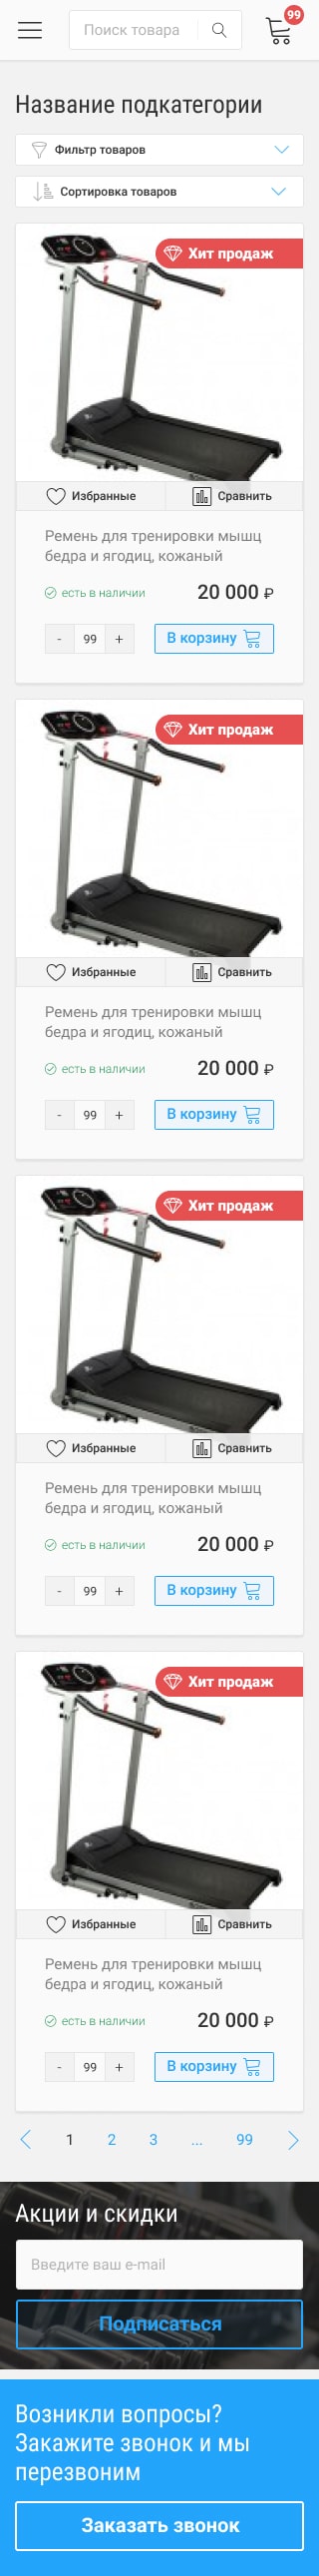 Поиск товара
99
Название подкатегории
Фильтр товаров
Сортировка товаров
Хит продаж
Избранные
Сравнить
Ремень для тренировки мышц
бедра и ягодиц, кожаный
есть в наличии
20 000 ₽
- 99 +
В корзину
Хит продаж
Избранные
Сравнить
Ремень для тренировки мышц
бедра и ягодиц, кожаный
есть в наличии
20 000 ₽
- 99 +
В корзину
Хит продаж
Избранные
Сравнить
Ремень для тренировки мышц
бедра и ягодиц, кожаный
есть в наличии
20 000 ₽
- 99 +
В корзину
Хит продаж
Избранные
Сравнить
Ремень для тренировки мышц
бедра и ягодиц, кожаный
есть в наличии
20 000 ₽
- 99 +
В корзину
1 2 3 ... 99
Акции и скидки
Введите ваш e-mail
Подписаться
Возникли вопросы?
Закажите звонок и мы
перезвоним
Заказать звонок